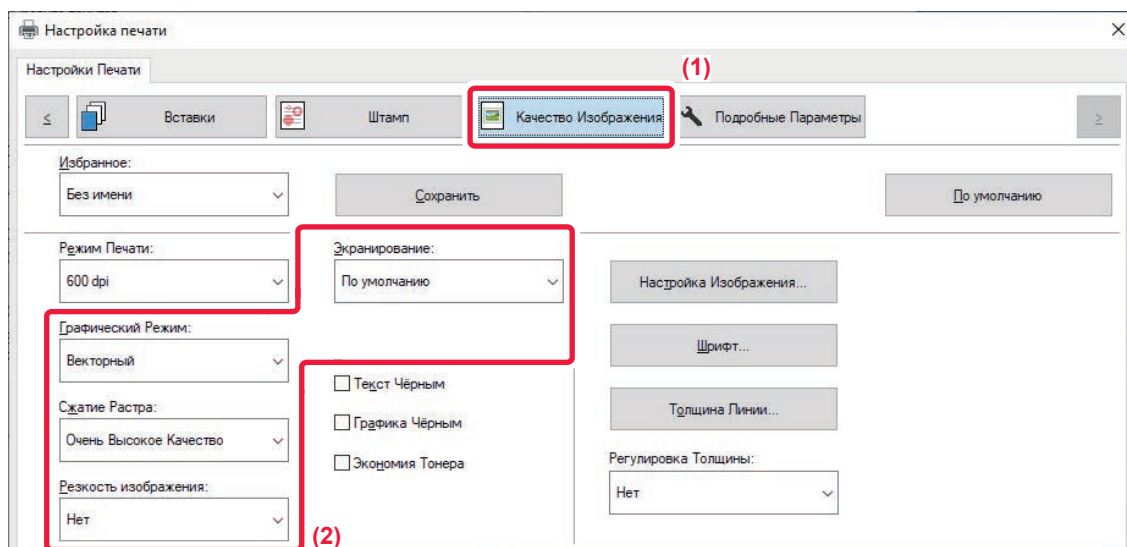 Настройка печати
Настройки Печати
(1)
<
Вставки
Штамп
Качество Изображения
Подробные Параметры
>
Избранное:
Без имени
Сохранить
По умолчанию
Режим Печати:
600 dpi
Экранирование:
По умолчанию
Настройка Изображения...
Графический Режим:
Векторный
Шрифт...
Текст Чёрным
Сжатие Растра:
Очень Высокое Качество
Графика Чёрным
Толщина Линии...
Экономия Тонера
Регулировка Толщины:
Нет
Резкость изображения:
Нет
(2)